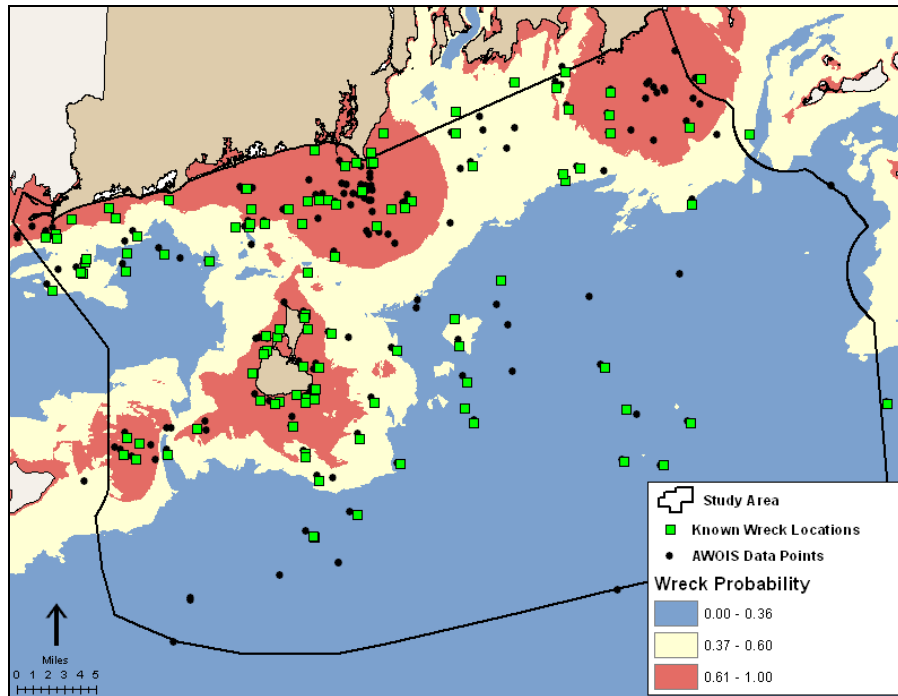 Study Area
Known Wreck Locations
AWOIS Data Points
Wreck Probability
0.00 - 0.36
0.37 - 0.60
0.61 - 1.00
Miles
0 1 2 3 4 5